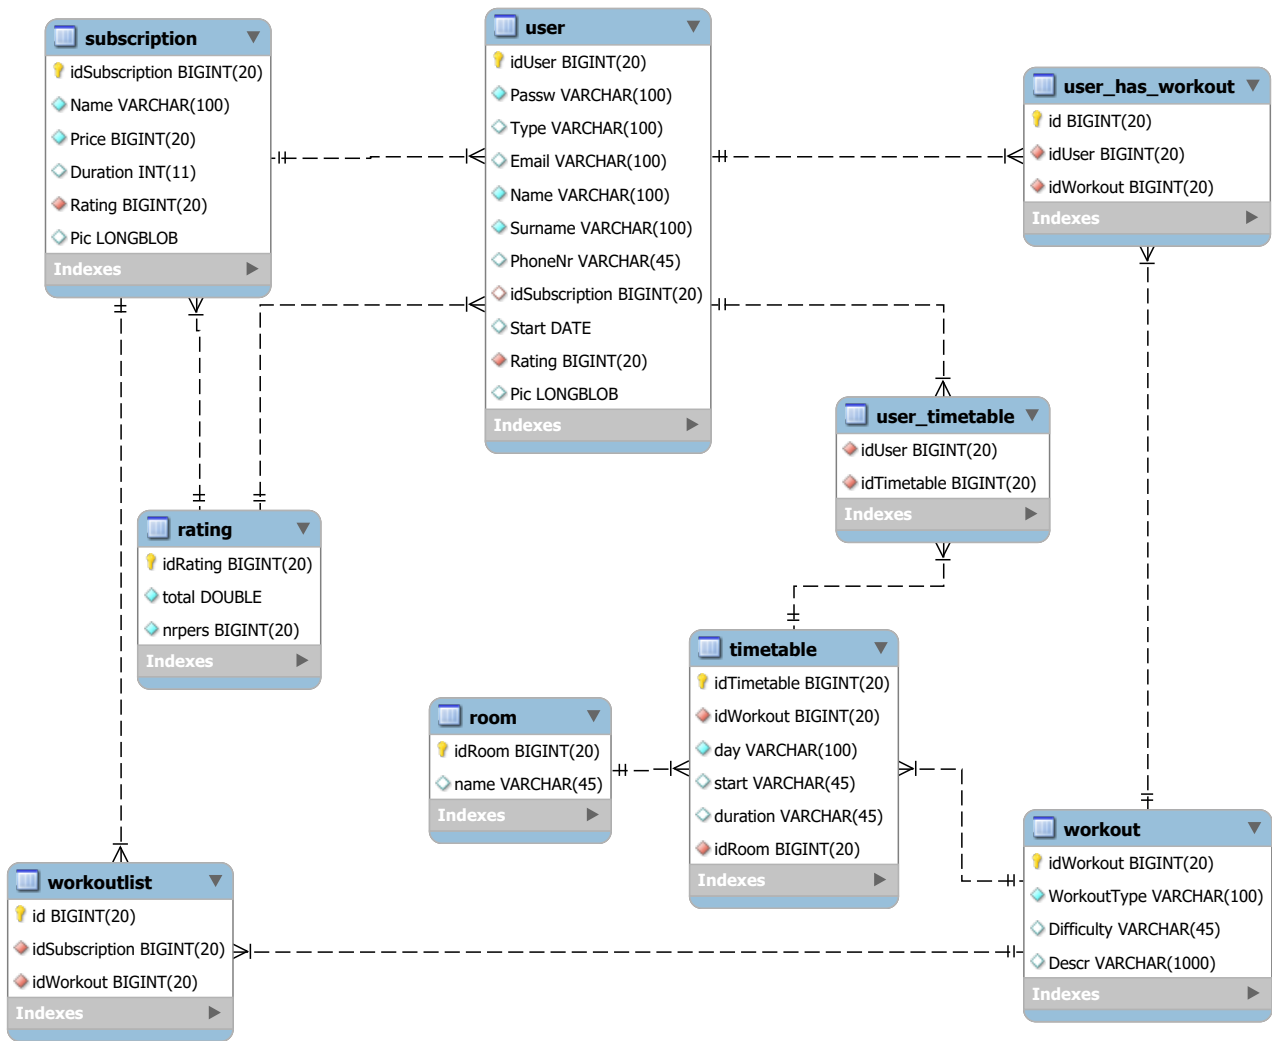 subscription
idSubscription BIGINT(20)
Name VARCHAR(100)
Price BIGINT(20)
Duration INT(11)
Rating BIGINT(20)
Pic LONGBLOB
Indexes
user
idUser BIGINT(20)
Passw VARCHAR(100)
Type VARCHAR(100)
Email VARCHAR(100)
Name VARCHAR(100)
Surname VARCHAR(100)
PhoneNr VARCHAR(45)
idSubscription BIGINT(20)
Start DATE
Rating BIGINT(20)
Pic LONGBLOB
Indexes
user_has_workout
id BIGINT(20)
idUser BIGINT(20)
idWorkout BIGINT(20)
Indexes
user_timetable
idUser BIGINT(20)
idTimetable BIGINT(20)
Indexes
rating
idRating BIGINT(20)
total DOUBLE
nrpers BIGINT(20)
Indexes
timetable
idTimetable BIGINT(20)
idWorkout BIGINT(20)
day VARCHAR(100)
start VARCHAR(45)
duration VARCHAR(45)
idRoom BIGINT(20)
Indexes
room
idRoom BIGINT(20)
name VARCHAR(45)
Indexes
workout
idWorkout BIGINT(20)
WorkoutType VARCHAR(100)
Difficulty VARCHAR(45)
Descr VARCHAR(1000)
Indexes
workoutlist
id BIGINT(20)
idSubscription BIGINT(20)
idWorkout BIGINT(20)
Indexes